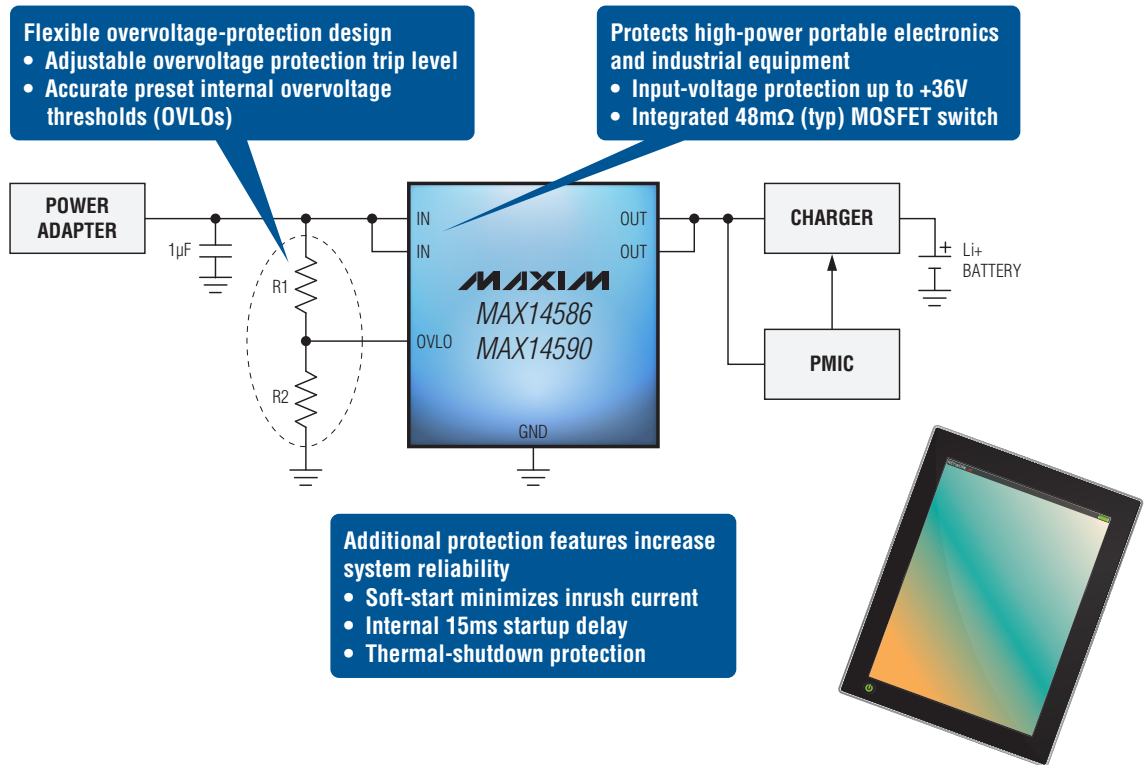 Flexible overvoltage-protection design
• Adjustable overvoltage protection trip level
• Accurate preset internal overvoltage
thresholds (OVLOs)
Protects high-power portable electronics
and industrial equipment
• Input-voltage protection up to +36V
• Integrated 48mΩ (typ) MOSFET switch
POWER
ADAPTER
1µF
R1
R2
IN
IN
OVLO
OUT
OUT
MAXIM
MAX14586
MAX14590
GND
CHARGER
+
Li+
BATTERY
PMIC
Additional protection features increase
system reliability
• Soft-start minimizes inrush current
• Internal 15ms startup delay
• Thermal-shutdown protection